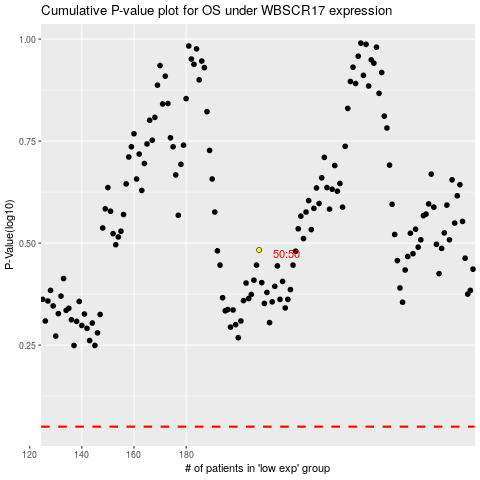 Cumulative P-value plot for OS under WBSCR17 expression
P-Value(log10)
1.00
0.75
0.50
0.25
50:50
120 140 160 180
# of patients in 'low exp' group